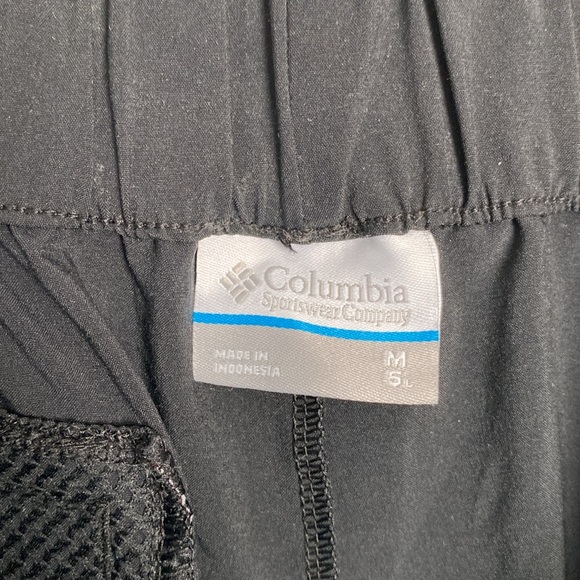 Columbia
Sportswear Company
MADE IN
INDONESIA
M
5L